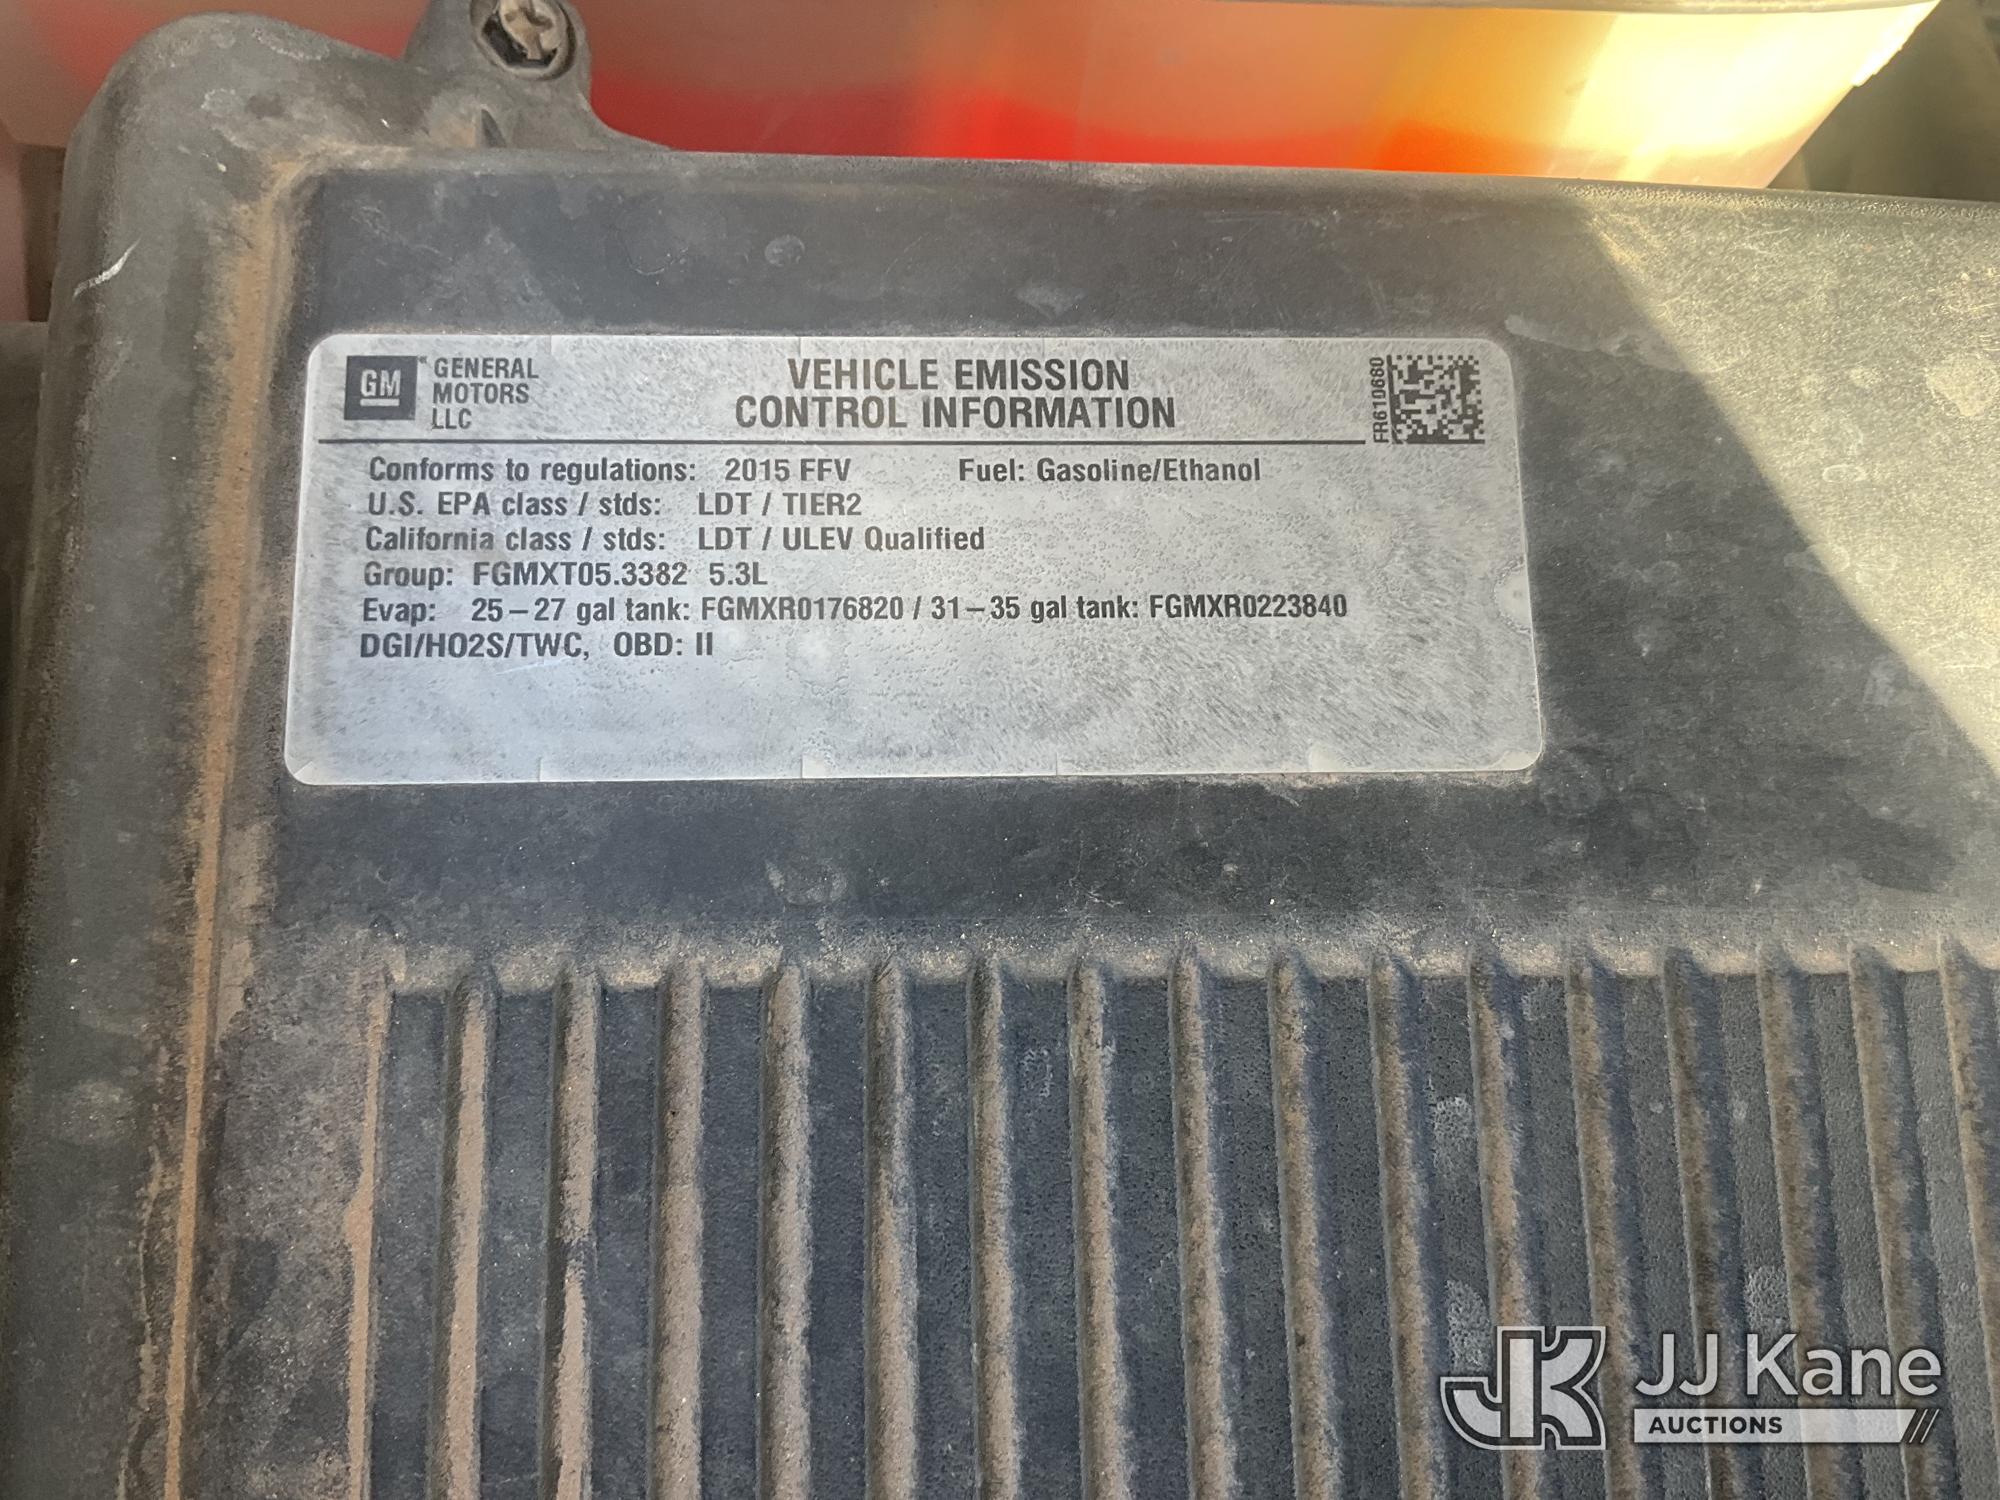 GM GENERAL
MOTORS
LLC
VEHICLE EMISSION
CONTROL INFORMATION
FR610680
Conforms to regulations: 2015 FFV Fuel: Gasoline/Ethanol
U.S. EPA class / stds: LDT / TIER2
California class / stds: LDT / ULEV Qualified
Group: FGMXT05.3382 5.3L
Evap: 25–27 gal tank: FGMXR0176820 / 31–35 gal tank: FGMXR0223840
DGI/HO2S/TWC, OBD: II
JK JJ Kane
AUCTIONS